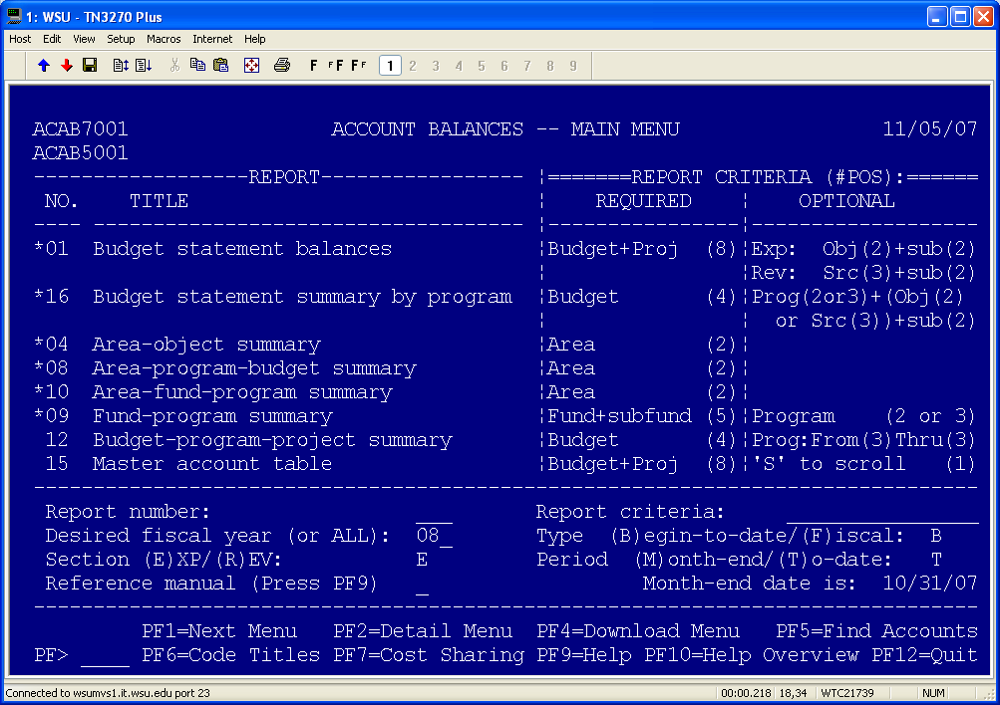 1: WSU - TN3270 Plus
Host Edit View Setup Macros Internet Help
F F F F F 1 2 3 4 5 6 7 8 9
ACAB7001 ACCOUNT BALANCES -- MAIN MENU 11/05/07
ACAB5001
------------------REPORT----------------- ¦=======REPORT CRITERIA (#POS):======
NO. TITLE ¦ REQUIRED ¦ OPTIONAL
---- ------------------------------------ ¦----------------¦-------------------
*01 Budget statement balances ¦Budget+Proj (8)¦Exp: Obj(2)+sub(2)
¦ ¦Rev: Src(3)+sub(2)
*16 Budget statement summary by program ¦Budget (4)¦Prog(2or3)+(Obj(2)
¦ ¦ or Src(3))+sub(2)
*04 Area-object summary ¦Area (2)¦
*08 Area-program-budget summary ¦Area (2)¦
*10 Area-fund-program summary ¦Area (2)¦
*09 Fund-program summary ¦Fund+subfund (5)¦Program (2 or 3)
12 Budget-program-project summary ¦Budget (4)¦Prog:From(3)Thru(3)
15 Master account table ¦Budget+Proj (8)¦'S' to scroll (1)
-------------------------------------------------------------------------------
Report number: ___ Report criteria: ________________
Desired fiscal year (or ALL): 08_ Type (B)egin-to-date/(F)iscal: B
Section (E)XP/(R)EV: E Period (M)onth-end/(T)o-date: T
Reference manual (Press PF9) _ Month-end date is: 10/31/07
-------------------------------------------------------------------------------
PF1=Next Menu PF2=Detail Menu PF4=Download Menu PF5=Find Accounts
PF> ____ PF6=Code Titles PF7=Cost Sharing PF9=Help PF10=Help Overview PF12=Quit
Connected to wsumvs1.it.wsu.edu port 23 00:00.218 18,34 WTC21739 NUM